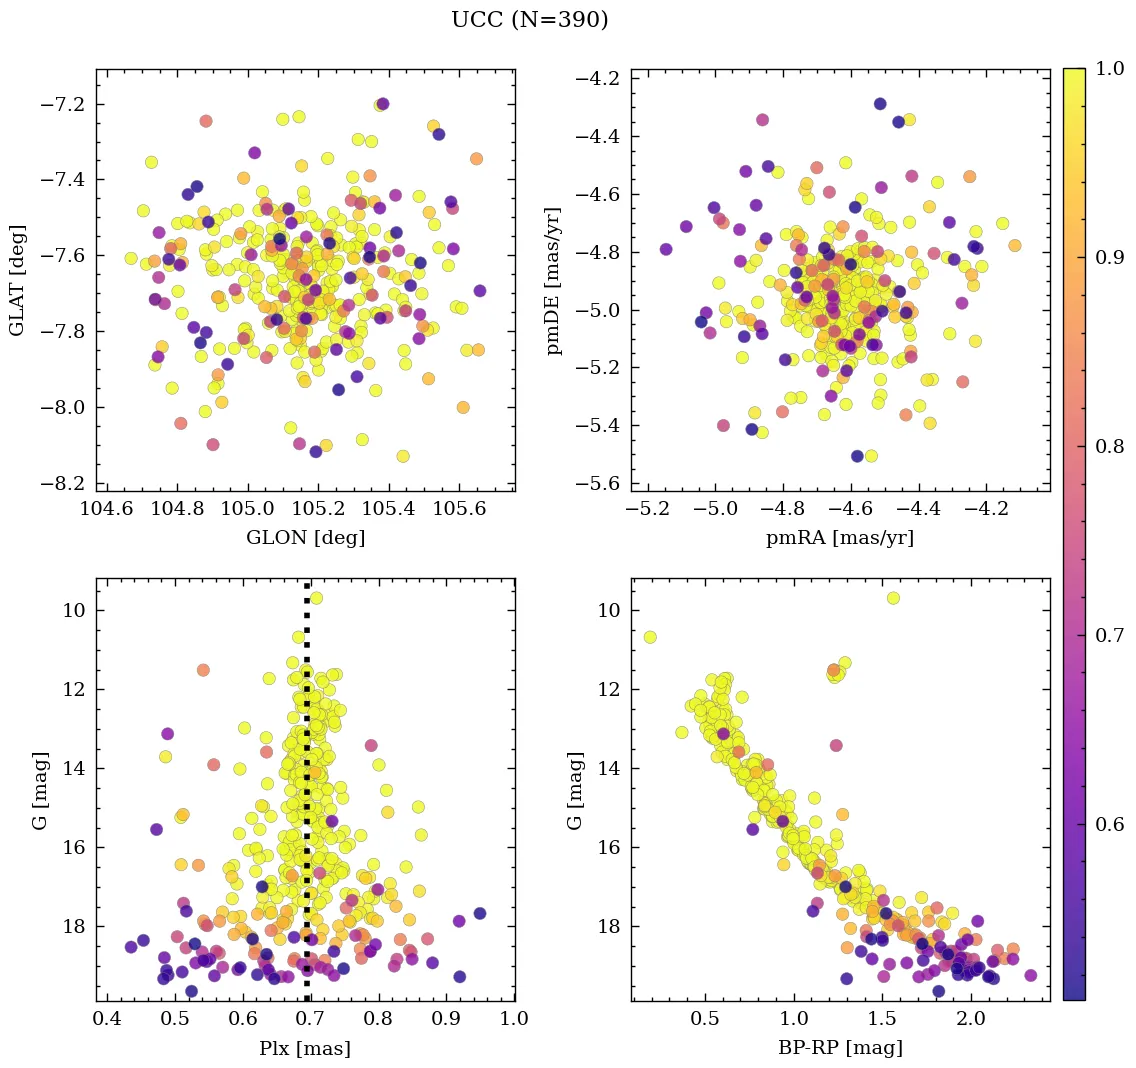 UCC (N=390)
−7.2
−7.4
−7.6
−7.8
−8.0
−8.2
GLAT [deg]
104.6 104.8 105.0 105.2 105.4 105.6
GLON [deg]
−4.2
−4.4
−4.6
−4.8
−5.0
−5.2
−5.4
−5.6
pmDE [mas/yr]
−5.2 −5.0 −4.8 −4.6 −4.4 −4.2
pmRA [mas/yr]
1.0
0.9
0.8
0.7
0.6
10
12
14
16
18
G [mag]
0.4 0.5 0.6 0.7 0.8 0.9 1.0
Plx [mas]
10
12
14
16
18
G [mag]
0.5 1.0 1.5 2.0
BP-RP [mag]